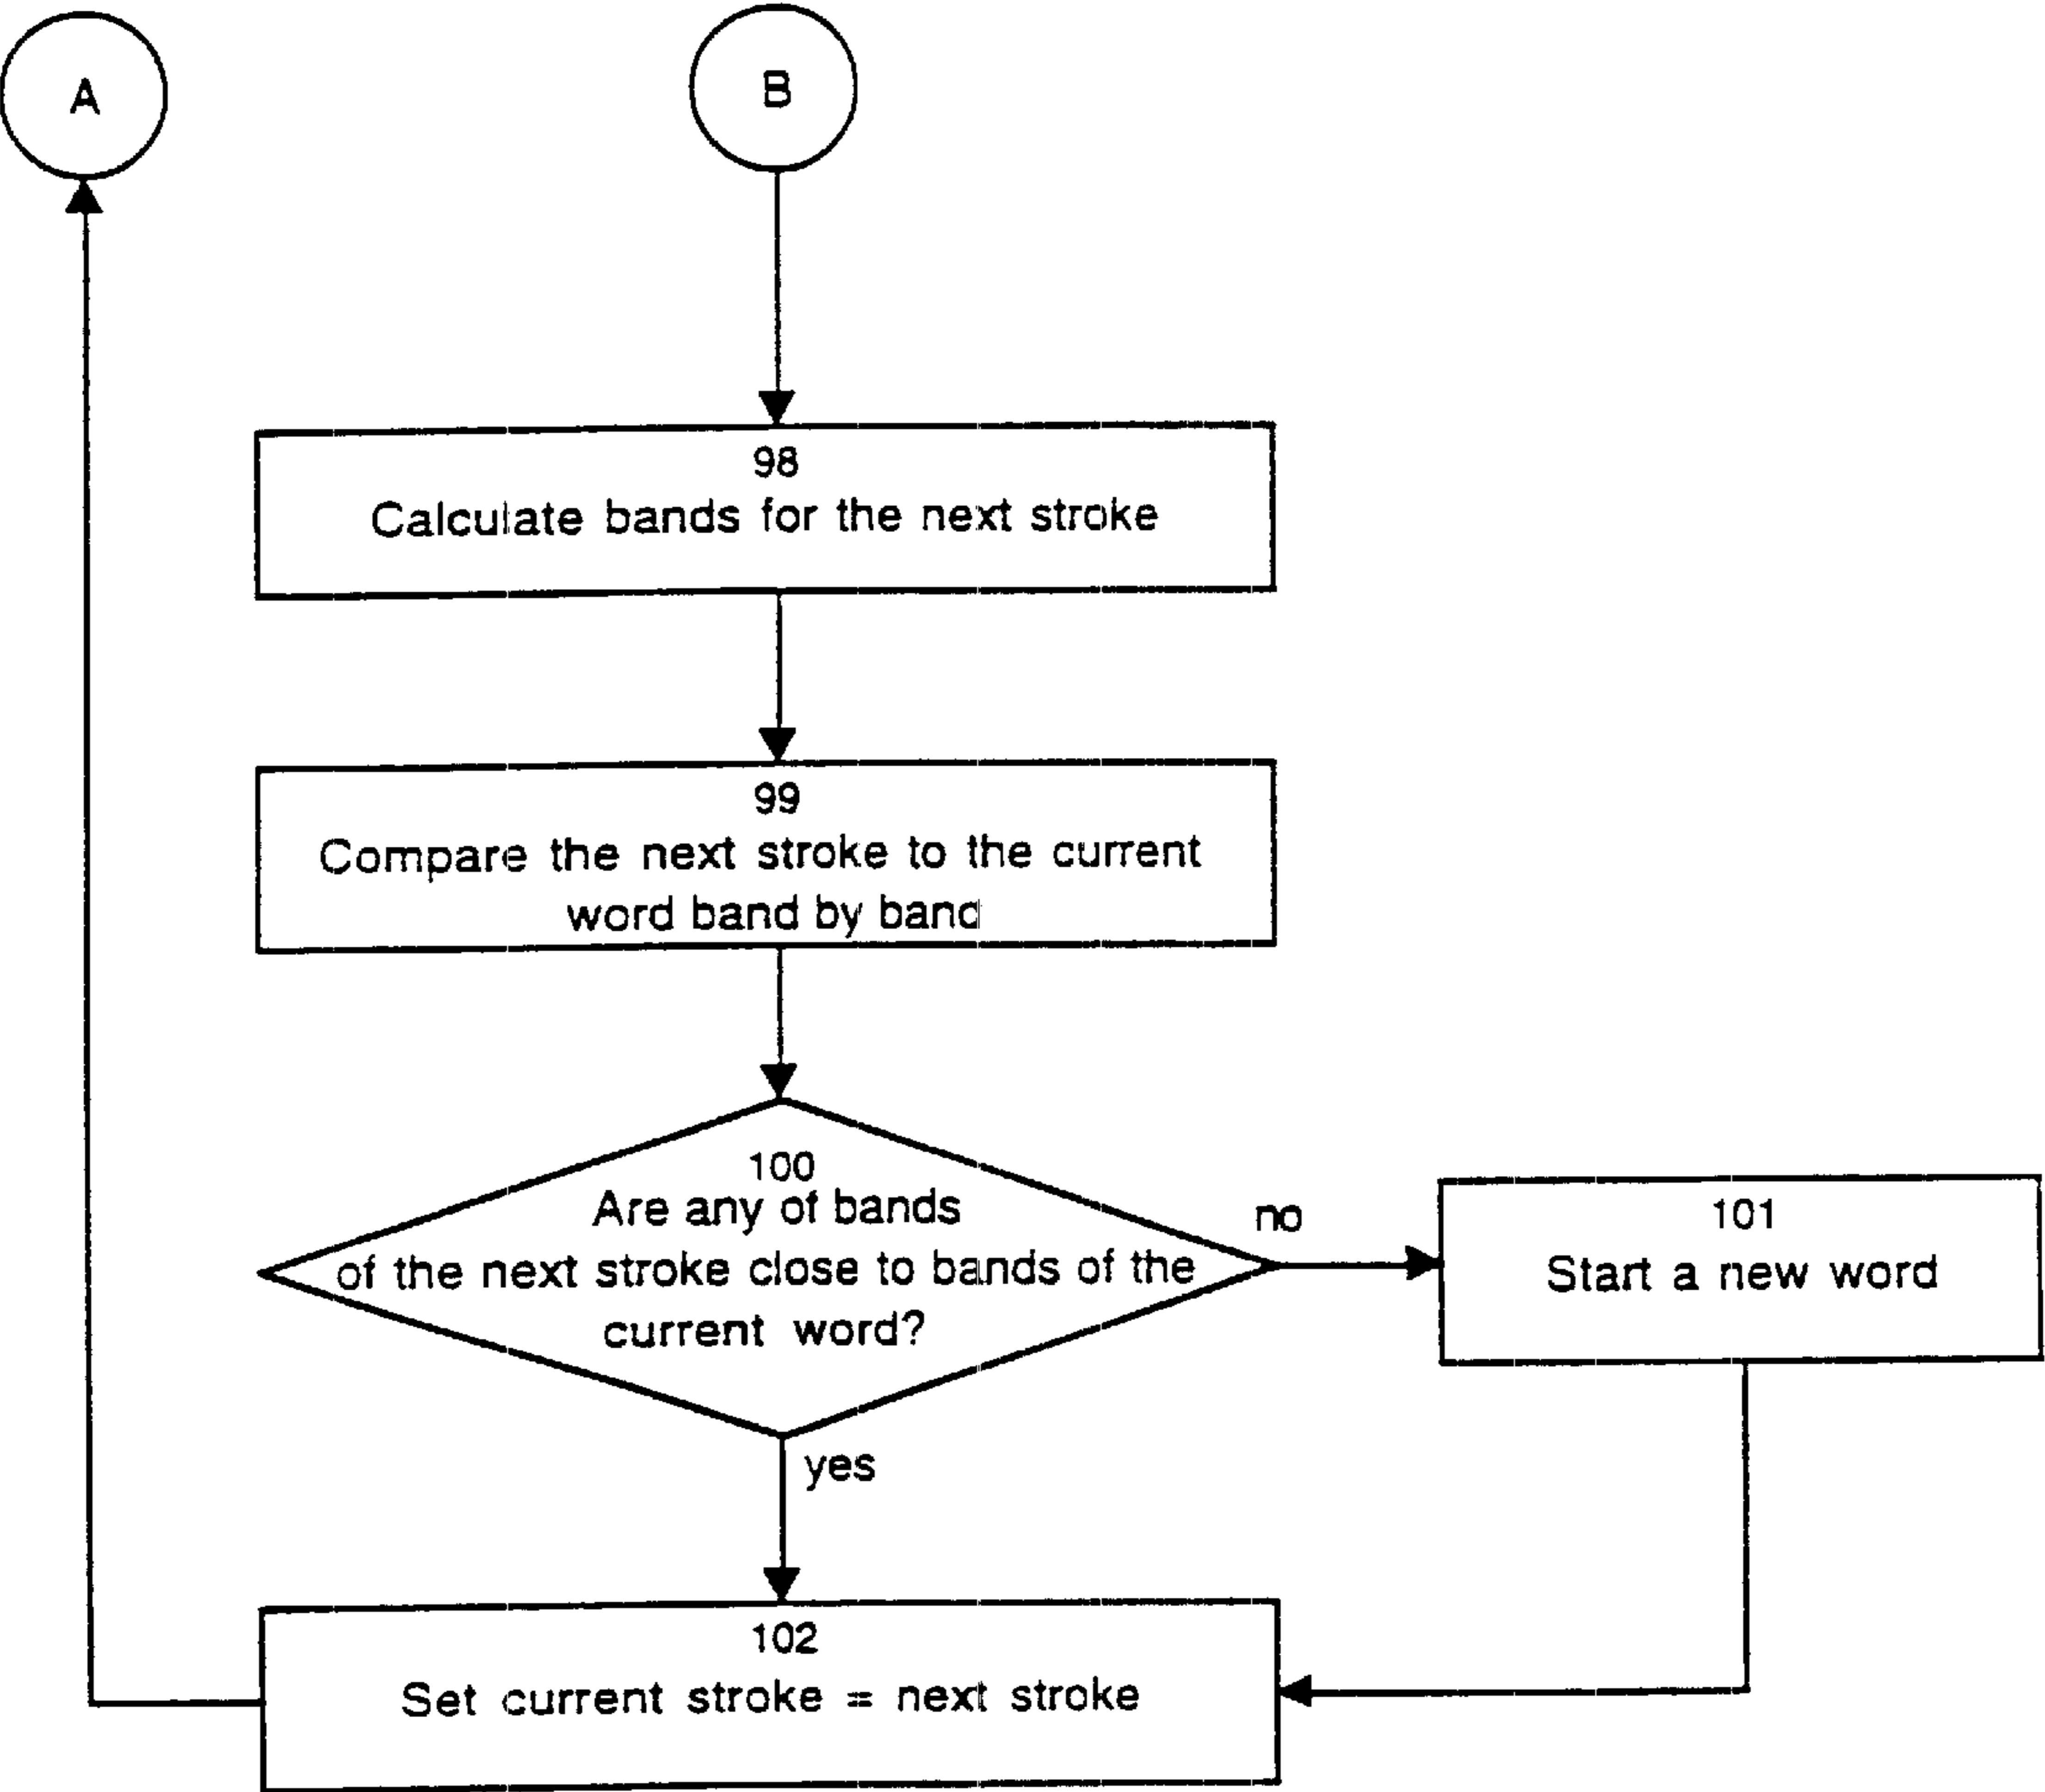 A
B
98
Calculate bands for the next stroke
99
Compare the next stroke to the current
word band by band
100
Are any of bands
of the next stroke close to bands of the
current word?
no
101
Start a new word
yes
102
Set current stroke = next stroke